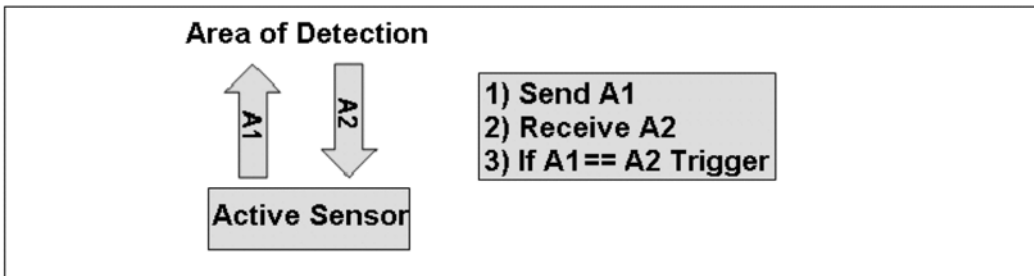 Area of Detection
A1
A2
1) Send A1
2) Receive A2
3) If A1== A2 Trigger
Active Sensor